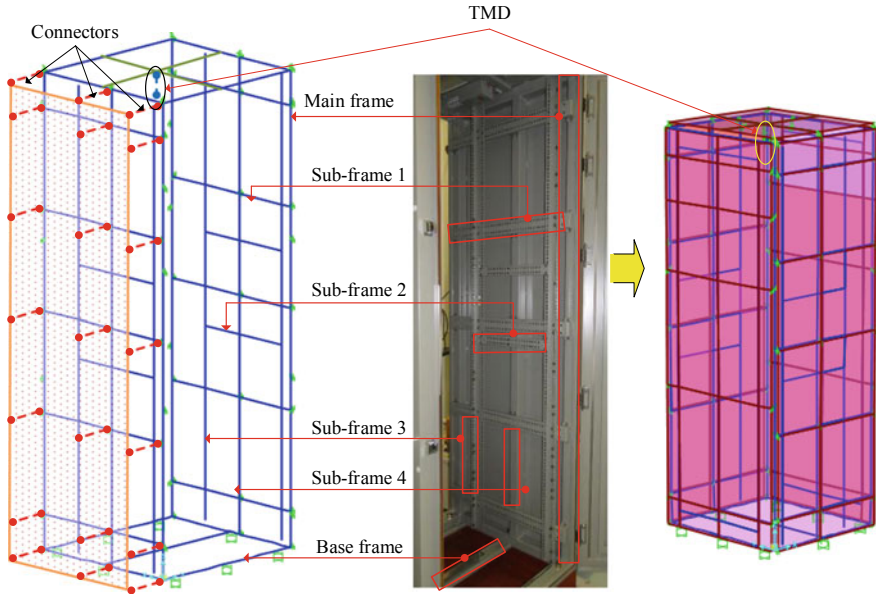 TMD
Connectors
Main frame
Sub-frame 1
Sub-frame 2
Sub-frame 3
Sub-frame 4
Base frame